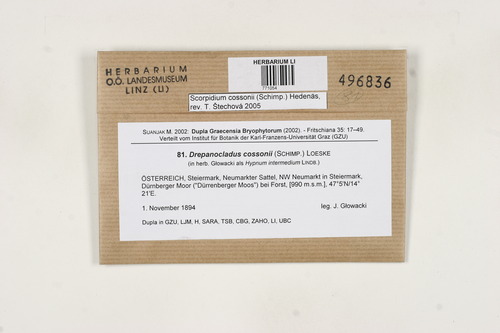 HERBARIUM
O.Ö. LANDESMUSEUM
LINZ (LI)
HERBARIUM LI
771054
496836
Scorpidium cossonii (Schimp.) Hedenäs,
rev. T. Štechová 2005
SUANJAK M. 2002: Dupla Graecensia Bryophytorum (2002). - Fritschiana 35: 17–49.
Verteilt vom Institut für Botanik der Karl-Franzens-Universität Graz (GZU)
81. Drepanocladus cossonii (SCHIMP.) LOESKE
(in herb. Głowacki als Hypnum intermedium LINDB.)
ÖSTERREICH, Steiermark, Neumarkter Sattel, NW Neumarkt in Steiermark,
Dürnberger Moor ("Dürrenberger Moos") bei Forst, [990 m.s.m.], 47°5'N/14°
21'E.
1. November 1894 leg. J. Głowacki
Dupla in GZU, LJM, H, SARA, TSB, CBG, ZAHO, LI, UBC